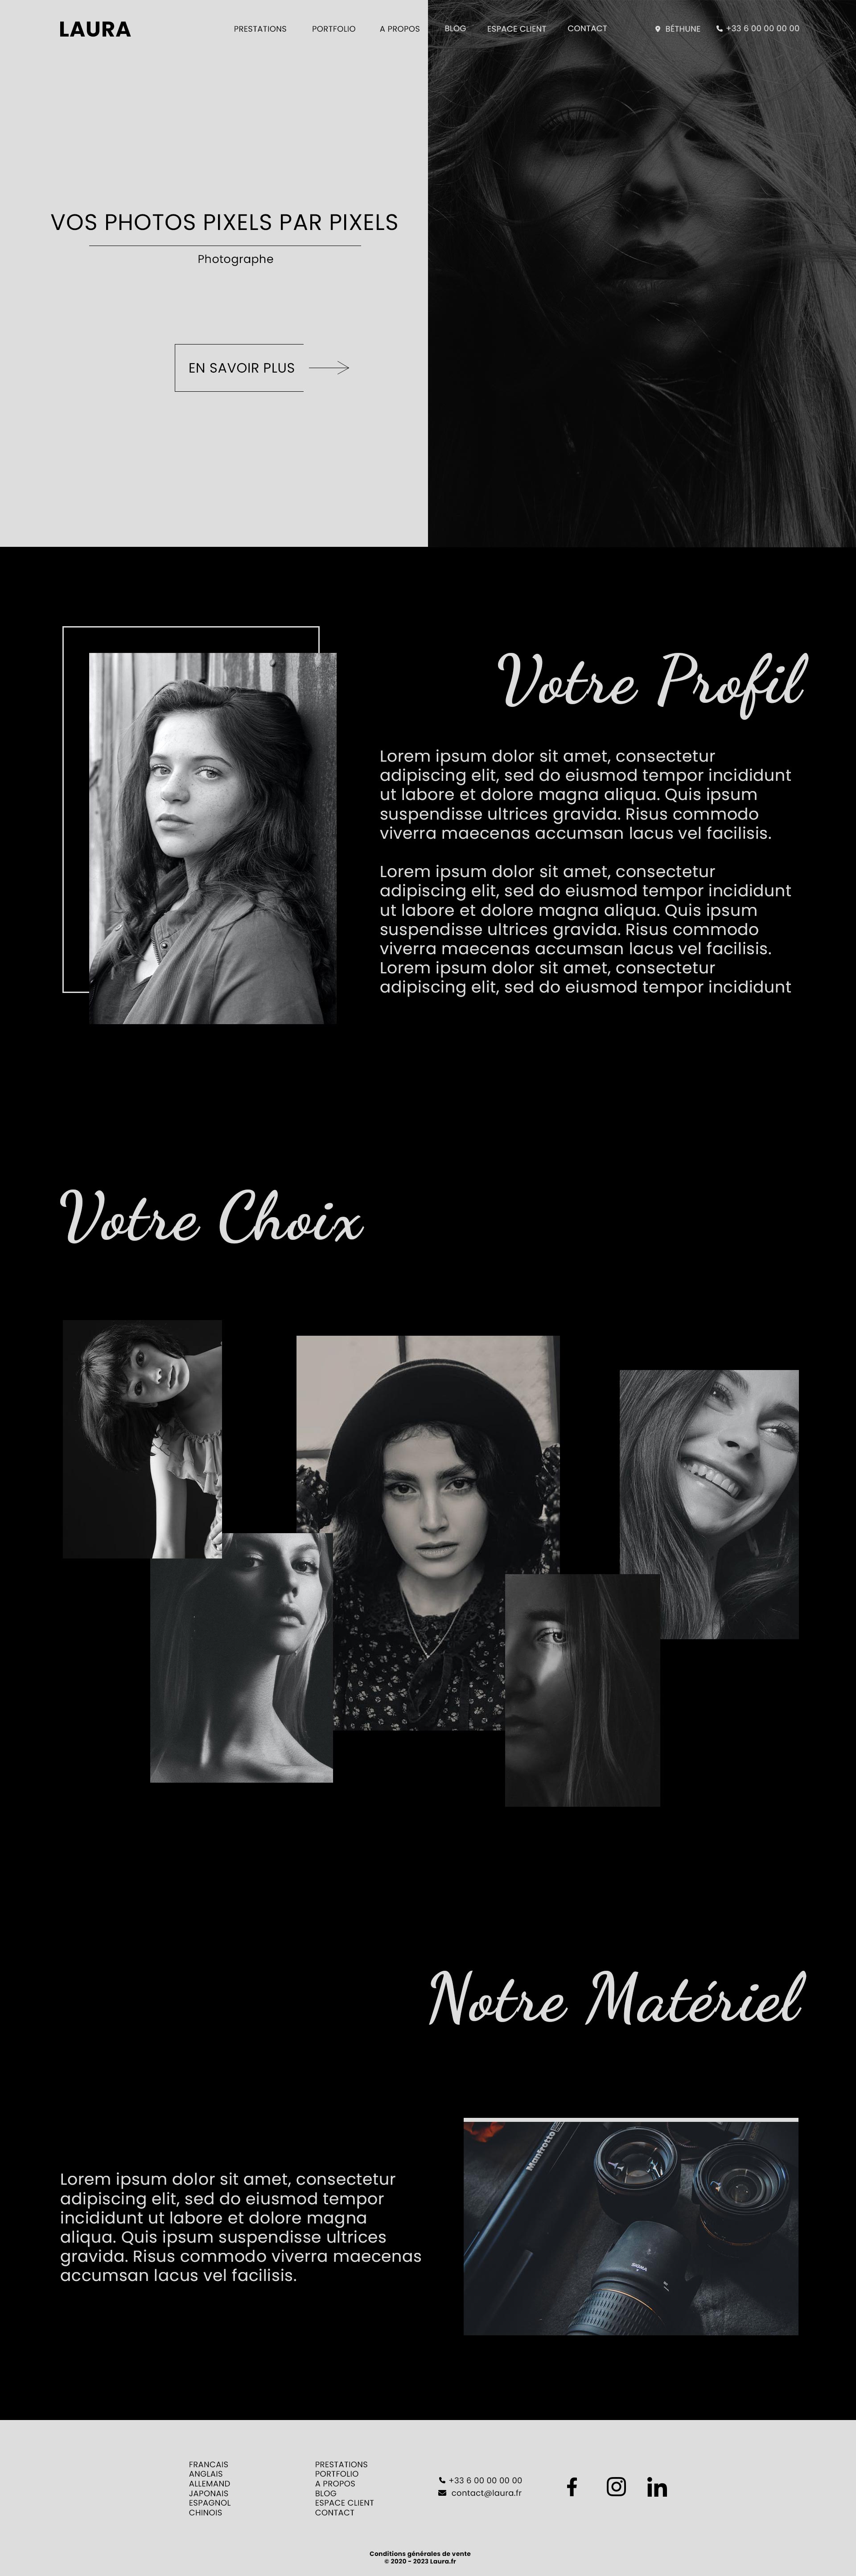 LAURA
PRESTATIONS PORTFOLIO A PROPOS BLOG ESPACE CLIENT CONTACT BÉTHUNE +33 6 00 00 00 00
VOS PHOTOS PIXELS PAR PIXELS
Photographe
EN SAVOIR PLUS
Votre Profil
Lorem ipsum dolor sit amet, consectetur
adipiscing elit, sed do eiusmod tempor incididunt
ut labore et dolore magna aliqua. Quis ipsum
suspendisse ultrices gravida. Risus commodo
viverra maecenas accumsan lacus vel facilisis.
Lorem ipsum dolor sit amet, consectetur
adipiscing elit, sed do eiusmod tempor incididunt
ut labore et dolore magna aliqua. Quis ipsum
suspendisse ultrices gravida. Risus commodo
viverra maecenas accumsan lacus vel facilisis.
Lorem ipsum dolor sit amet, consectetur
adipiscing elit, sed do eiusmod tempor incididunt
Votre Choix
Notre Matériel
Lorem ipsum dolor sit amet, consectetur
adipiscing elit, sed do eiusmod tempor
incididunt ut labore et dolore magna
aliqua. Quis ipsum suspendisse ultrices
gravida. Risus commodo viverra maecenas
accumsan lacus vel facilisis.
Manfrotto
SIGMA
FRANCAIS
ANGLAIS
ALLEMAND
JAPONAIS
ESPAGNOL
CHINOIS
PRESTATIONS
PORTFOLIO
A PROPOS
BLOG
ESPACE CLIENT
CONTACT
+33 6 00 00 00 00
contact@laura.fr
Conditions générales de vente
© 2020 - 2023 Laura.fr